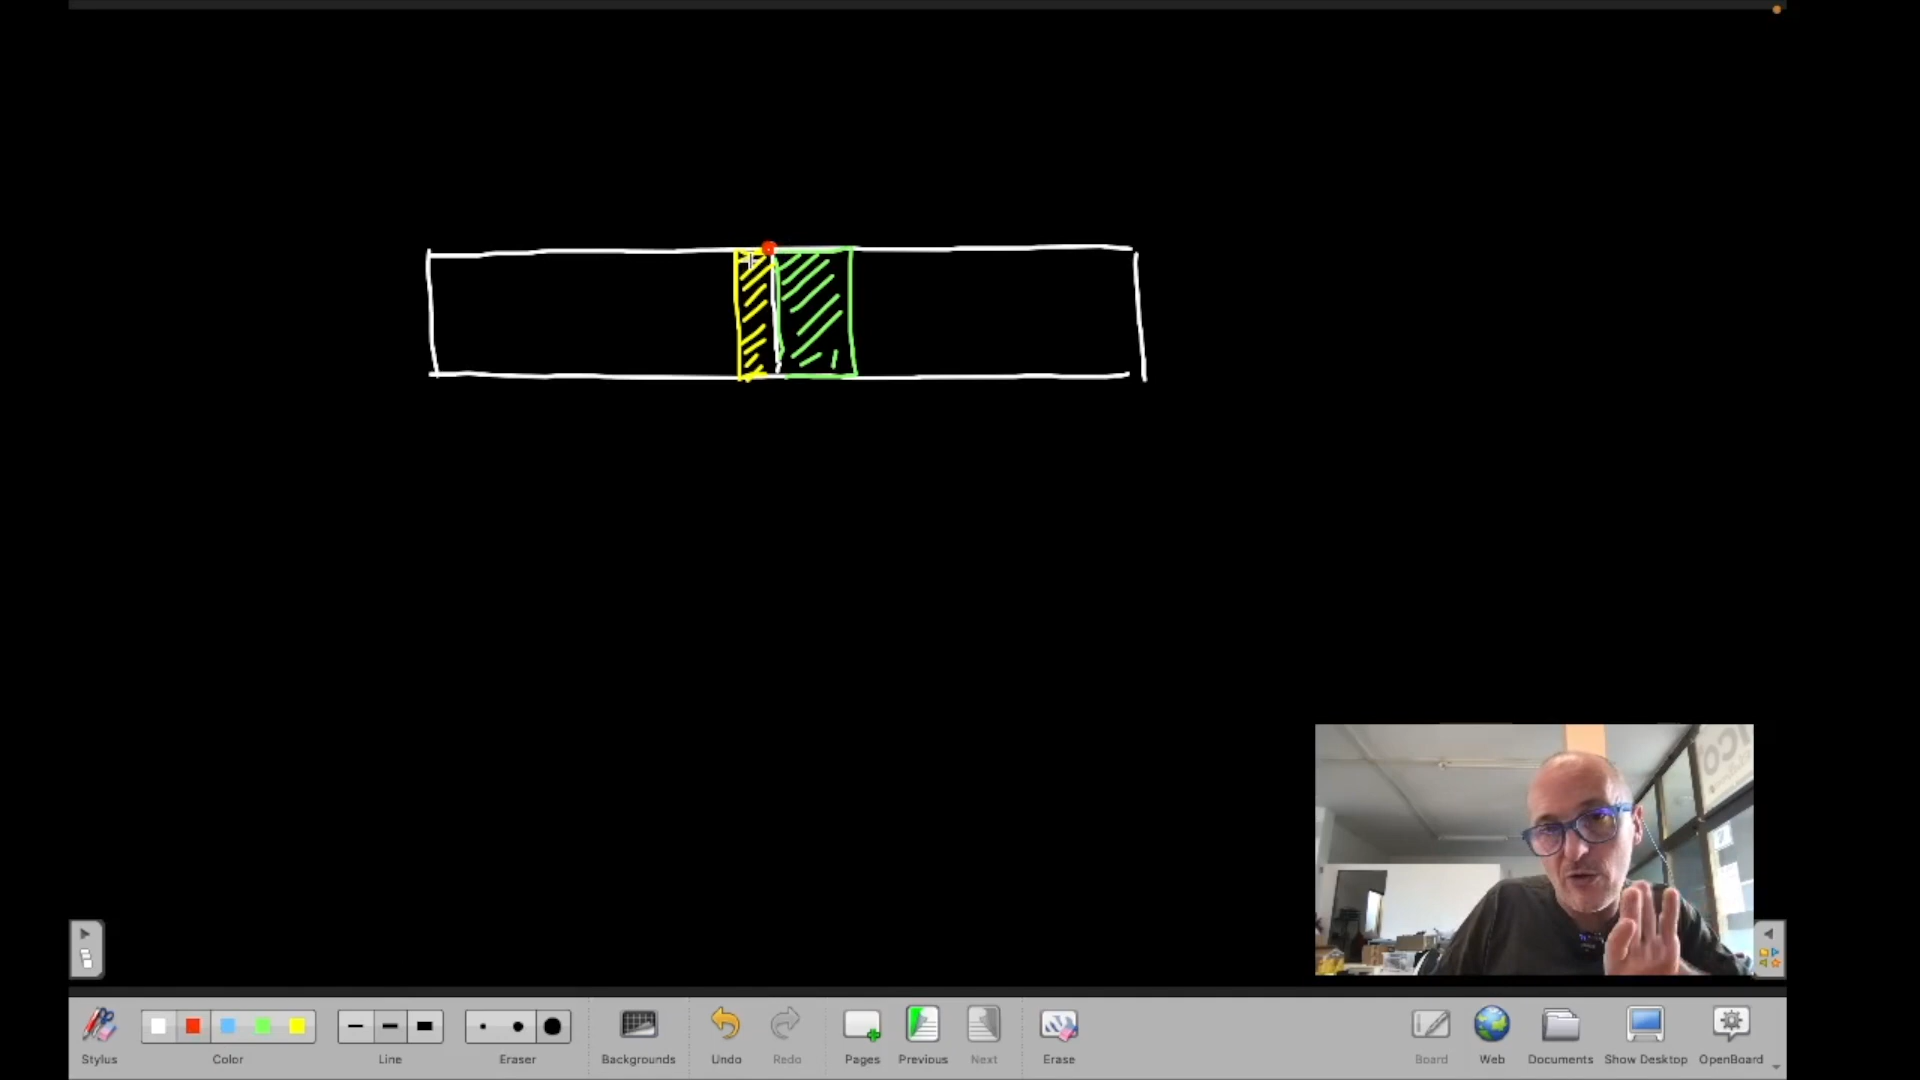 Stylus
Color
Line
Eraser
Backgrounds
Undo
Redo
Pages
Previous
Next
Erase
Board
Web
Documents
Show Desktop
OpenBoard